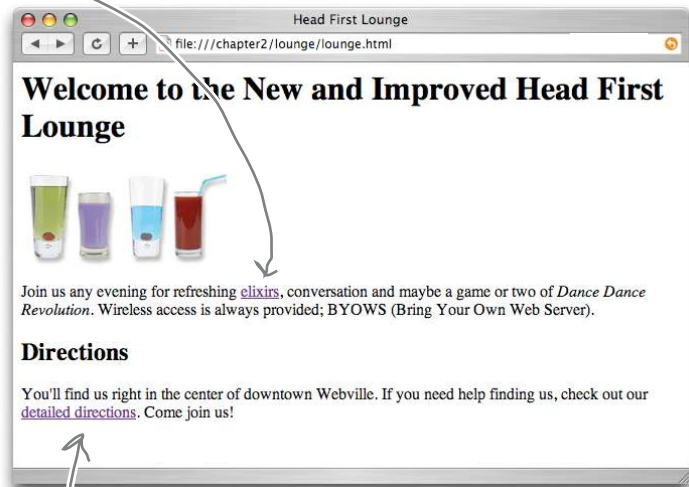 Head First Lounge
file:///chapter2/lounge/lounge.html
Welcome to the New and Improved Head First
Lounge
Join us any evening for refreshing elixirs, conversation and maybe a game or two of Dance Dance
Revolution. Wireless access is always provided; BYOWS (Bring Your Own Web Server).
Directions
You'll find us right in the center of downtown Webville. If you need help finding us, check out our
detailed directions. Come join us!